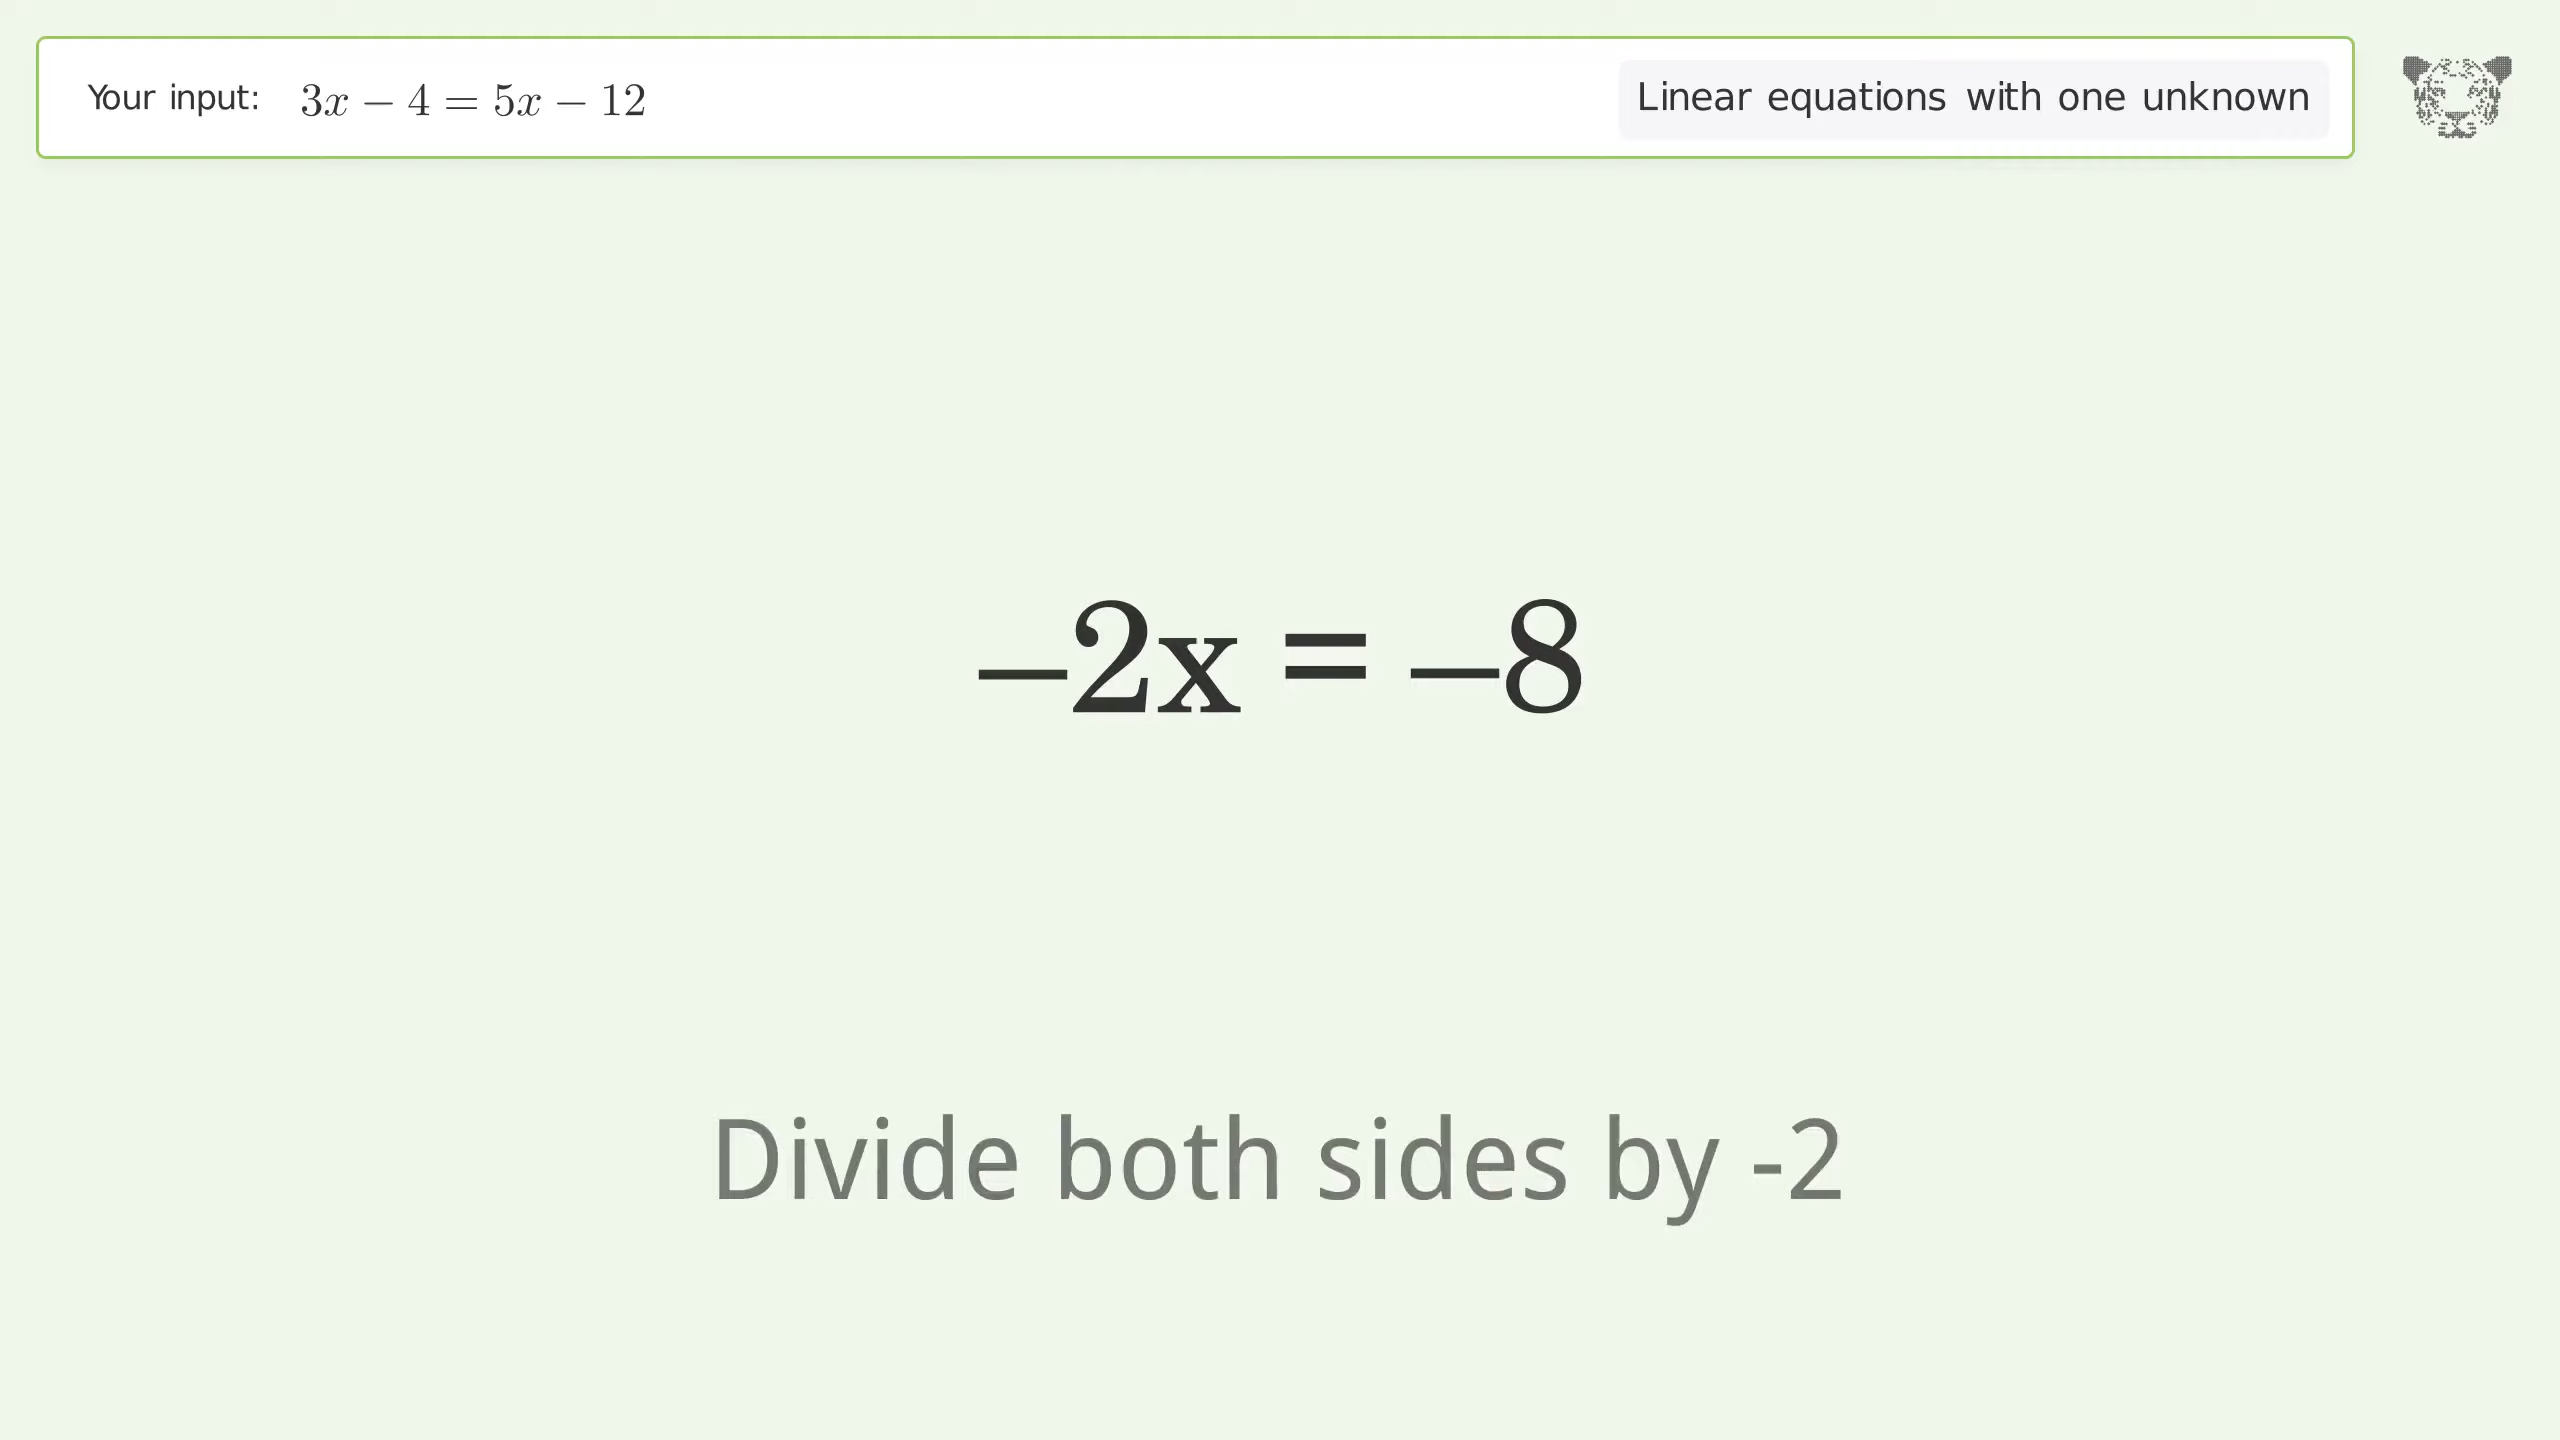 Your input: 3x − 4 = 5x − 12
Linear equations with one unknown
−2x = −8
Divide both sides by -2